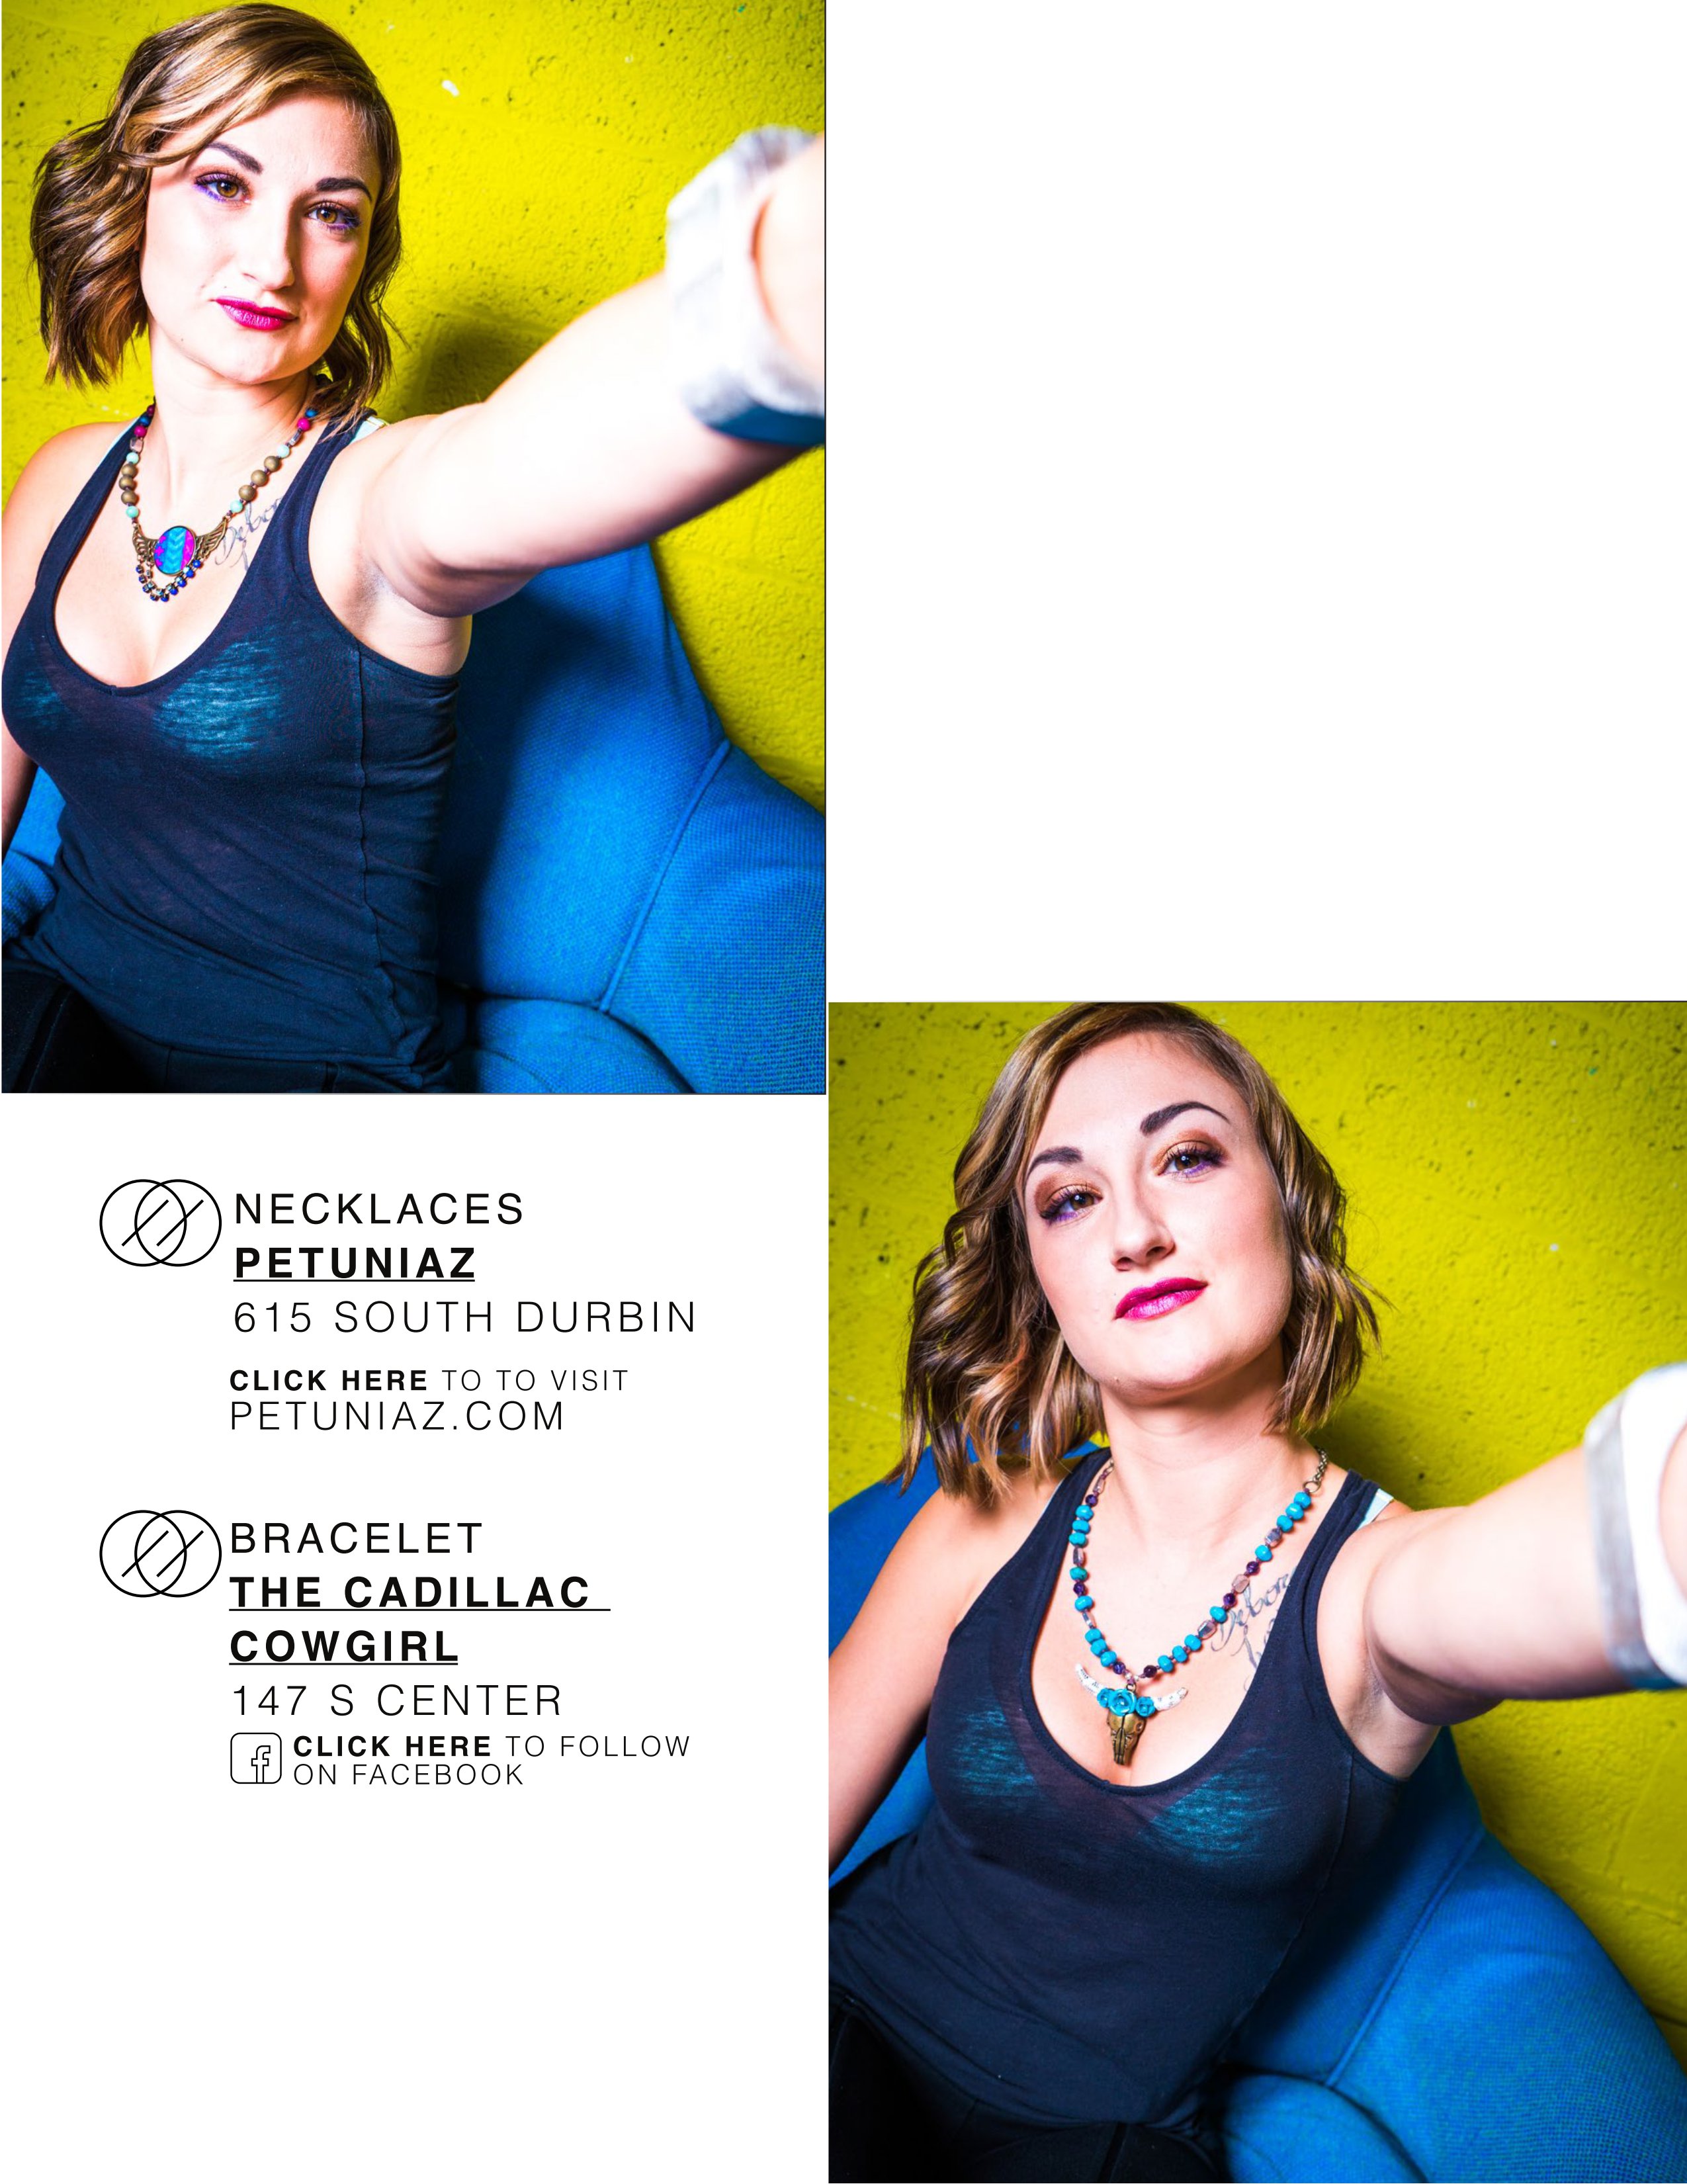 NECKLACES
PETUNIAZ
615 SOUTH DURBIN
CLICK HERE TO TO VISIT
PETUNIAZ.COM
BRACELET
THE CADILLAC
COWGIRL
147 S CENTER
CLICK HERE TO FOLLOW
ON FACEBOOK